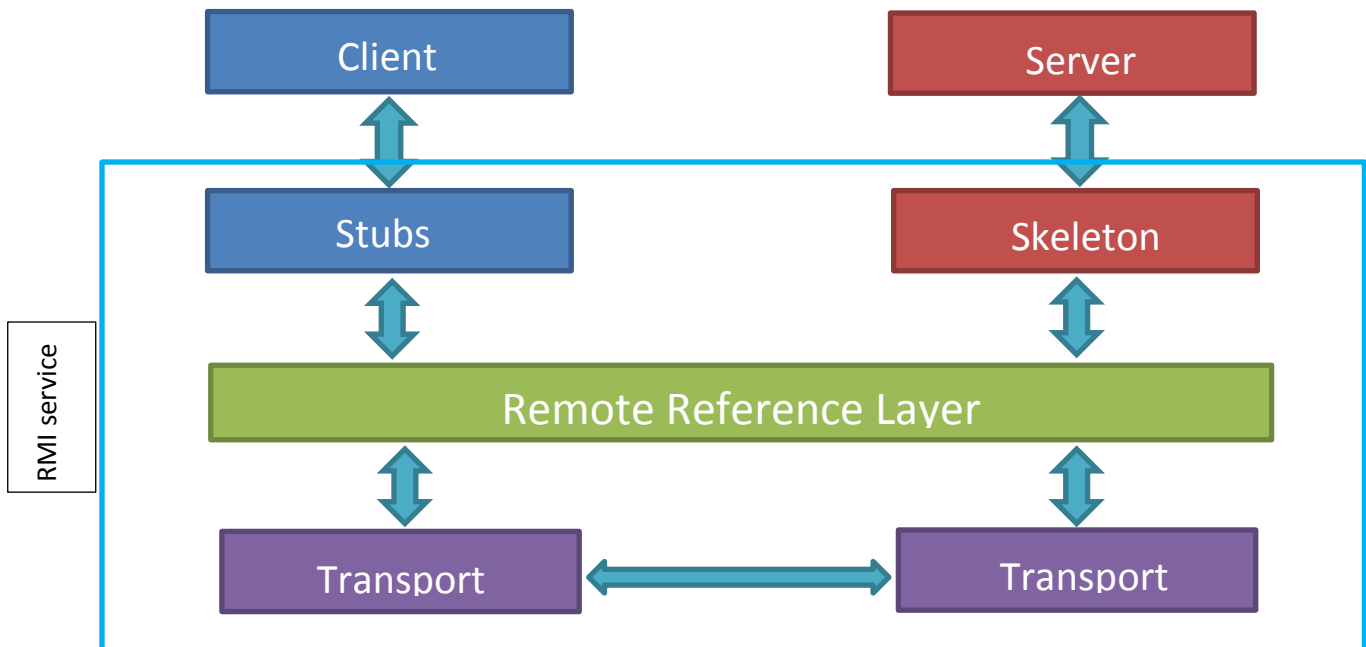 Client
Server
Stubs
Skeleton
RMI service
Remote Reference Layer
Transport
Transport